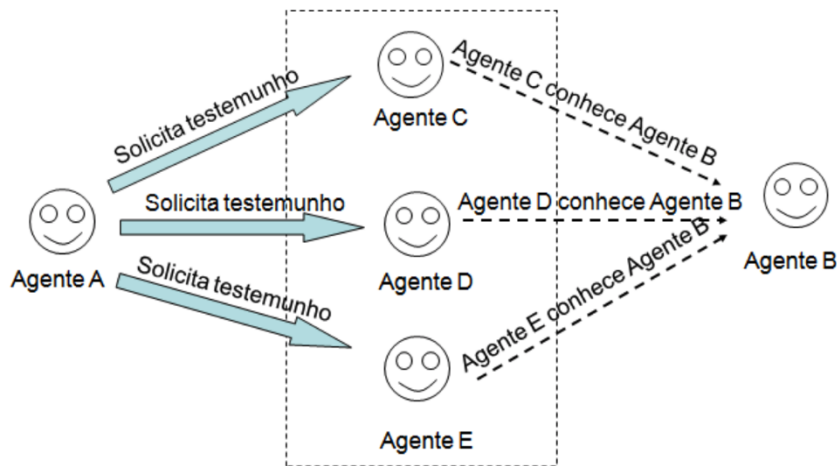 Solicita testemunho
Agente C
Agente C conhece Agente B
Agente A
Solicita testemunho
Agente D
Agente D conhece Agente B
Agente B
Solicita testemunho
Agente E
Agente E conhece Agente B